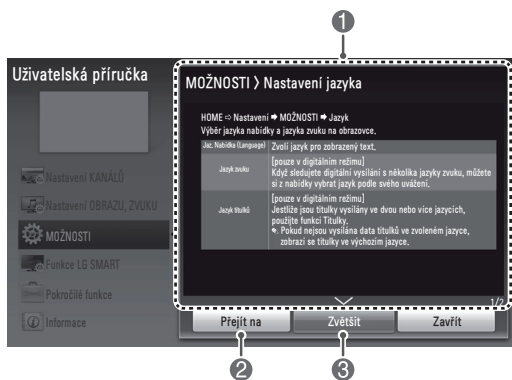 1
Uživatelská příručka
MOŽNOSTI > Nastavení jazyka
HOME ⇨ Nastavení ➡ MOŽNOSTI ➡ Jazyk
Výběr jazyka nabídky a jazyka zvuku na obrazovce.
Jaz. Nabídka (Language) Zvolí jazyk pro zobrazený text.
[pouze v digitálním režimu]
Jazyk zvuku Když sledujete digitální vysílání s několika jazyky zvuku, můžete
si z nabídky vybrat jazyk podle svého uvážení.
[pouze v digitálním režimu]
Jazyk titulků Jestliže jsou titulky vysílány ve dvou nebo více jazycích,
použijte funkci Titulky.
Pokud nejsou vysílána data titulků ve zvoleném jazyce,
zobrazí se titulky ve výchozím jazyce.
Nastavení KANÁLŮ
Nastavení OBRAZU, ZVUKU
MOŽNOSTI
Funkce LG SMART
Pokročilé funkce
Informace
1/2
Přejít na Zvětšit Zavřít
2 3